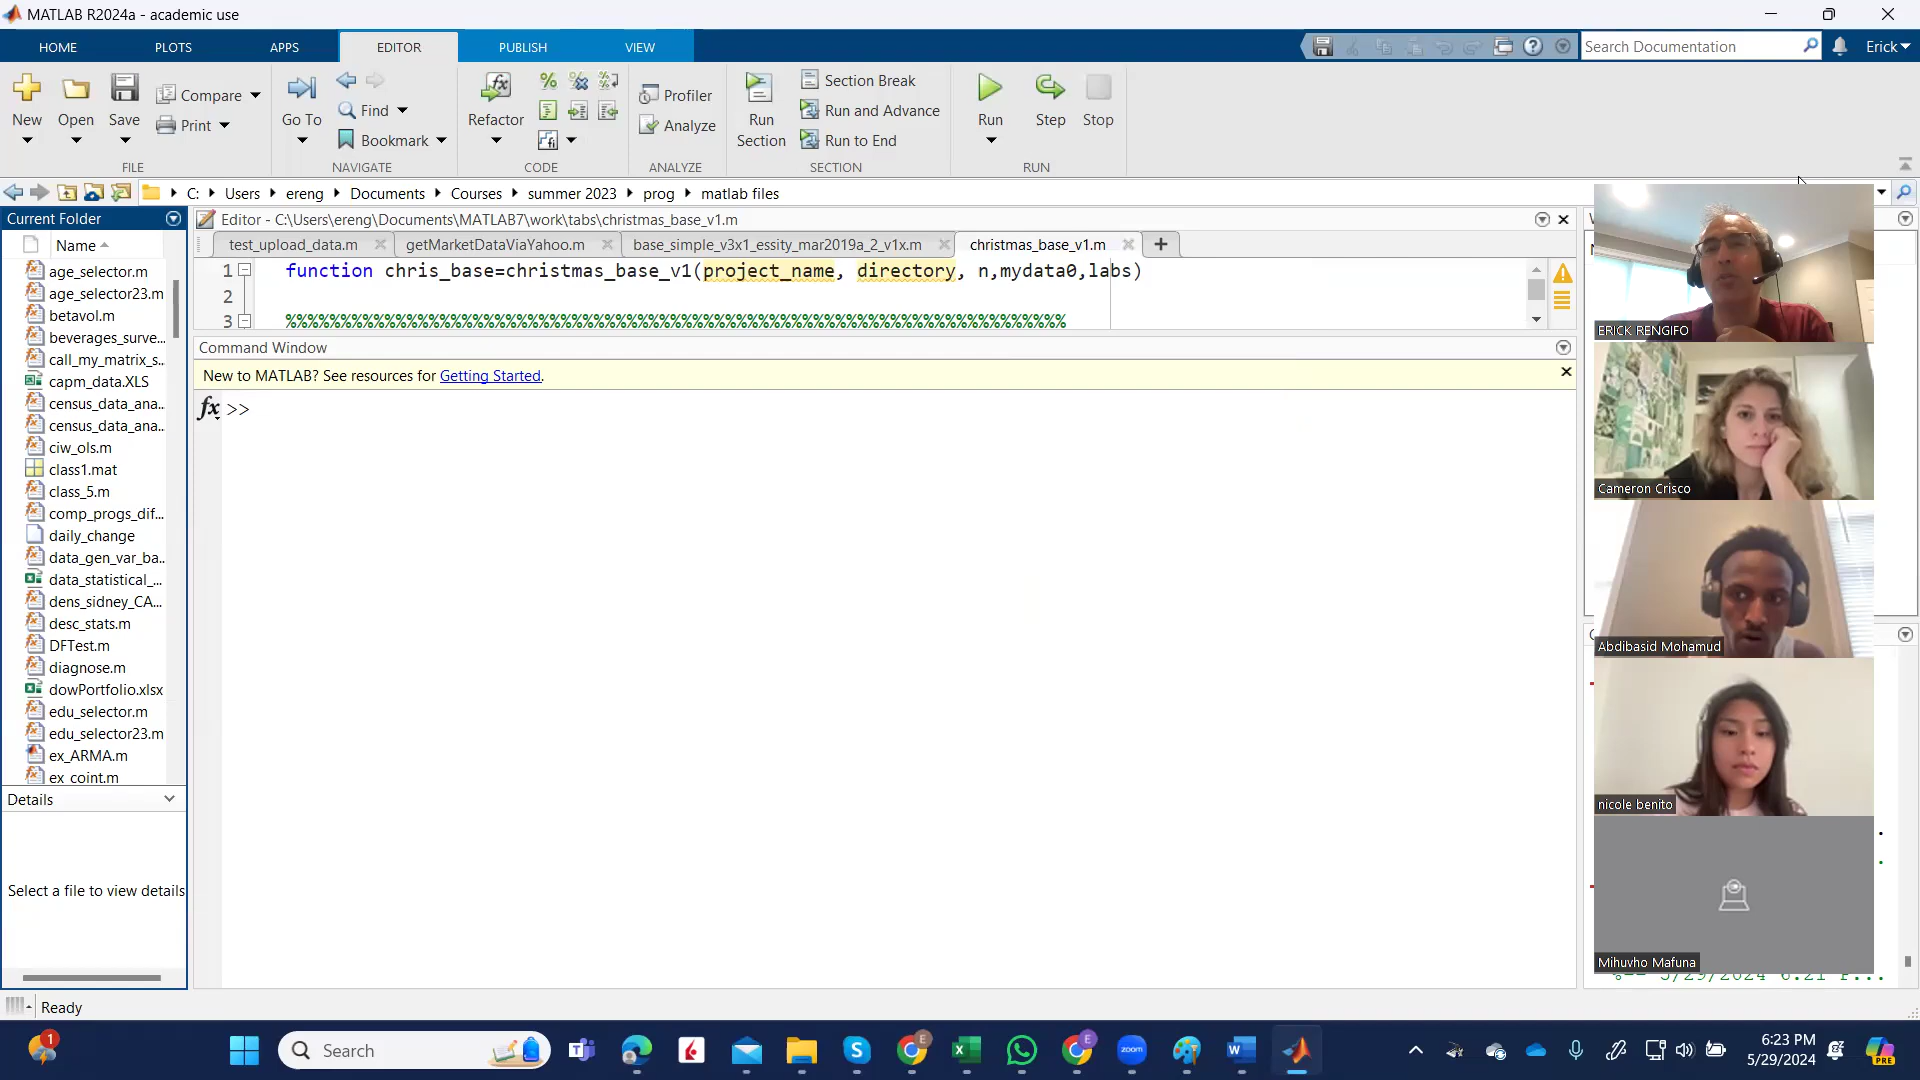 MATLAB R2024a - academic use
HOME PLOTS APPS EDITOR PUBLISH VIEW
Search Documentation
Erick
New Open Save Compare Print
FILE
Go To Find Bookmark
NAVIGATE
Refactor
CODE
Profiler
Analyze
ANALYZE
Run Section
Section Break
Run and Advance
Run to End
SECTION
Run Step Stop
RUN
C: Users ereng Documents Courses summer 2023 prog matlab files
Current Folder
Name
age_selector.m
age_selector23.m
betavol.m
beverages_surve...
call_my_matrix_s...
capm_data.XLS
census_data_ana...
census_data_ana...
ciw_ols.m
class1.mat
class_5.m
comp_progs_dif...
daily_change
data_gen_var_ba...
data_statistical_...
dens_sidney_CA...
desc_stats.m
DFTest.m
diagnose.m
dowPortfolio.xlsx
edu_selector.m
edu_selector23.m
ex_ARMA.m
ex_coint.m
Details
Select a file to view details
Editor - C:\Users\ereng\Documents\MATLAB7\work\tabs\christmas_base_v1.m
test_upload_data.m getMarketDataViaYahoo.m base_simple_v3x1_essity_mar2019a_2_v1x.m christmas_base_v1.m
1 function chris_base=christmas_base_v1(project_name, directory, n,mydata0,labs)
2
3
Command Window
New to MATLAB? See resources for Getting Started.
fx >>
ERICK RENGIFO
Cameron Crisco
Abdibasid Mohamud
nicole benito
Mihuvho Mafuna
Ready
1
Search
zoom
6:23 PM
5/29/2024
PRE